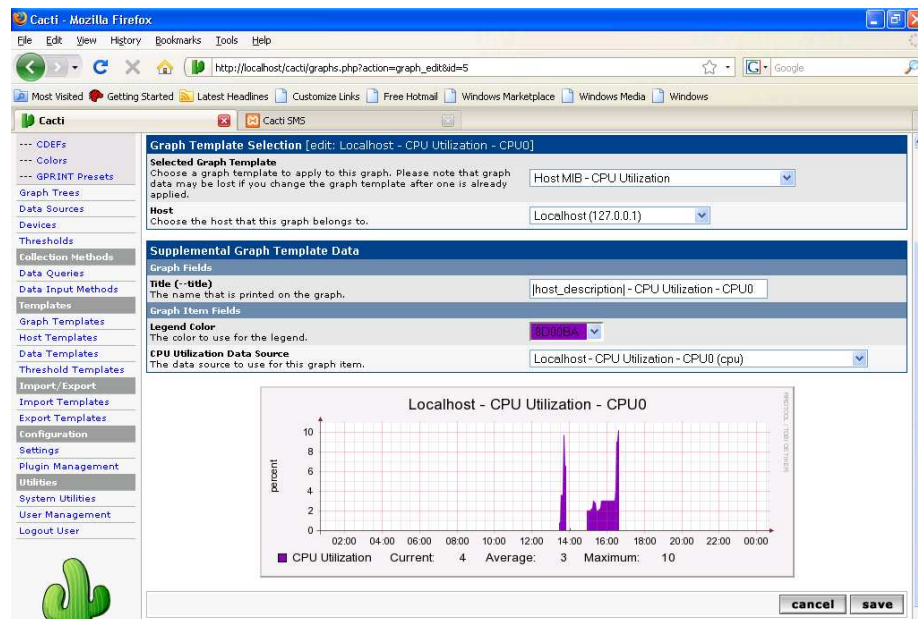 Cacti - Mozilla Firefox
File Edit View History Bookmarks Tools Help
http://localhost/cacti/graphs.php?action=graph_edit&id=5
G Google
Most Visited Getting Started Latest Headlines Customize Links Free Hotmail Windows Marketplace Windows Media Windows
Cacti
Cacti SMS
--- CDEFs
--- Colors
--- GPRINT Presets
Graph Trees
Data Sources
Devices
Thresholds
Collection Methods
Data Queries
Data Input Methods
Templates
Graph Templates
Host Templates
Data Templates
Threshold Templates
Import/Export
Import Templates
Export Templates
Configuration
Settings
Plugin Management
Utilities
System Utilities
User Management
Logout User
Graph Template Selection [edit: Localhost - CPU Utilization - CPU0]
Selected Graph Template
Choose a graph template to apply to this graph. Please note that graph
data may be lost if you change the graph template after one is already
applied.
Host MIB - CPU Utilization
Host
Choose the host that this graph belongs to.
Localhost (127.0.0.1)
Supplemental Graph Template Data
Graph Fields
Title (--title)
The name that is printed on the graph.
|host_description| - CPU Utilization - CPU0
Graph Item Fields
Legend Color
The color to use for the legend.
8D00BA
CPU Utilization Data Source
The data source to use for this graph item.
Localhost - CPU Utilization - CPU0 (cpu)
Localhost - CPU Utilization - CPU0
RRDTOOL / TOBI OETIKER
percent
10
8
6
4
2
0
02:00 04:00 06:00 08:00 10:00 12:00 14:00 16:00 18:00 20:00 22:00 00:00
CPU Utilization Current: 4 Average: 3 Maximum: 10
cancel save